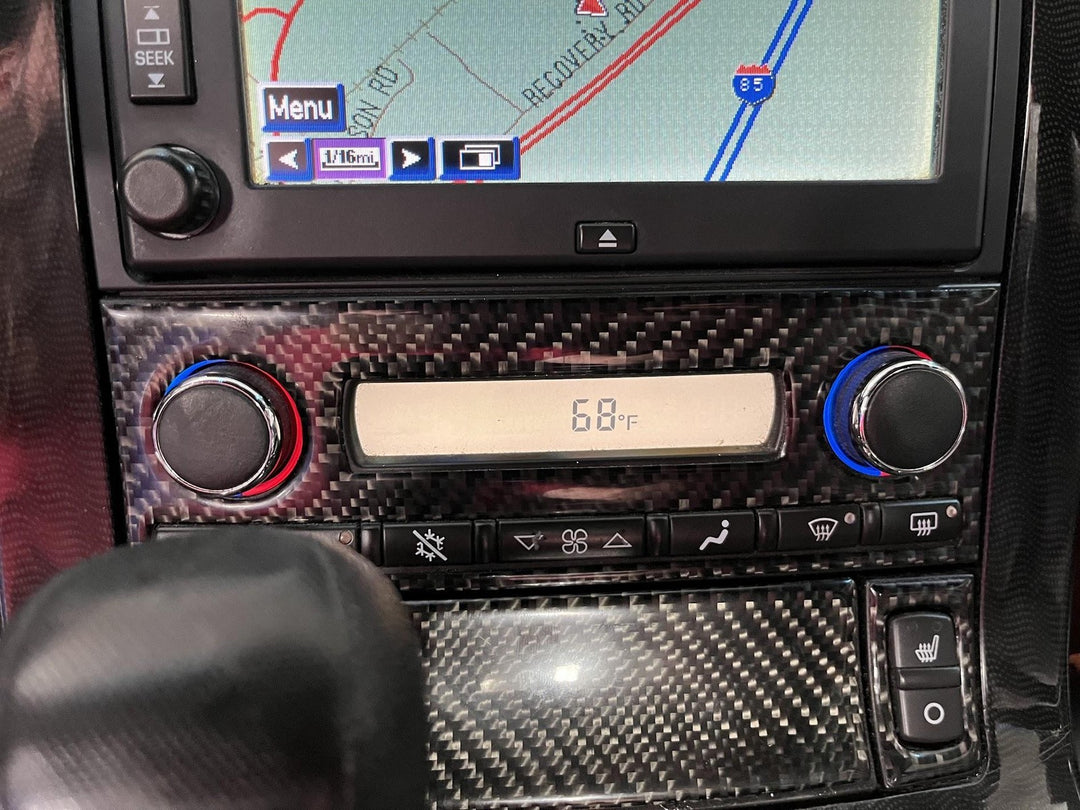 SEEK
RECOVERY RD
SON RD
85
Menu
1/16mi
68°F